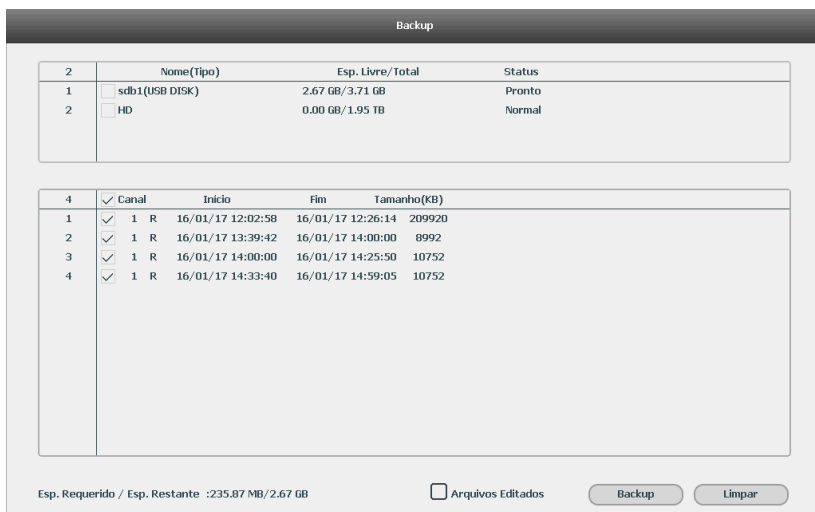 Backup
2 Nome(Tipo) Esp. Livre/Total Status
1 sdb1(USB DISK) 2.67 GB/3.71 GB Pronto
2 HD 0.00 GB/1.95 TB Normal
4 Canal Início Fim Tamanho(KB)
1 1 R 16/01/17 12:02:58 16/01/17 12:26:14 209920
2 1 R 16/01/17 13:39:42 16/01/17 14:00:00 8992
3 1 R 16/01/17 14:00:00 16/01/17 14:25:50 10752
4 1 R 16/01/17 14:33:40 16/01/17 14:59:05 10752
Esp. Requerido / Esp. Restante :235.87 MB/2.67 GB Arquivos Editados Backup Limpar